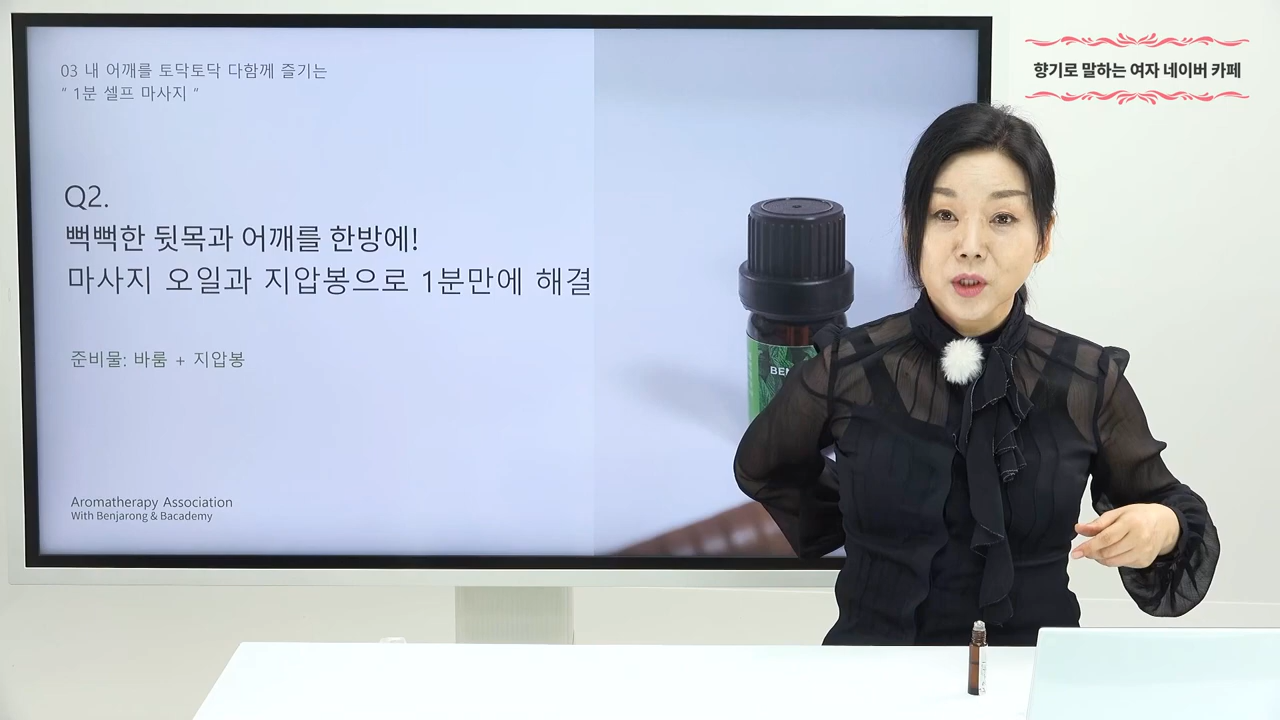 03 내 어깨를 토닥토닥 다함께 즐기는
“ 1분 셀프 마사지 ”
향기로 말하는 여자 네이버 카페
Q2.
뻑뻑한 뒷목과 어깨를 한방에!
마사지 오일과 지압봉으로 1분만에 해결
준비물: 바룸 + 지압봉
Aromatherapy Association
With Benjarong & Bacademy